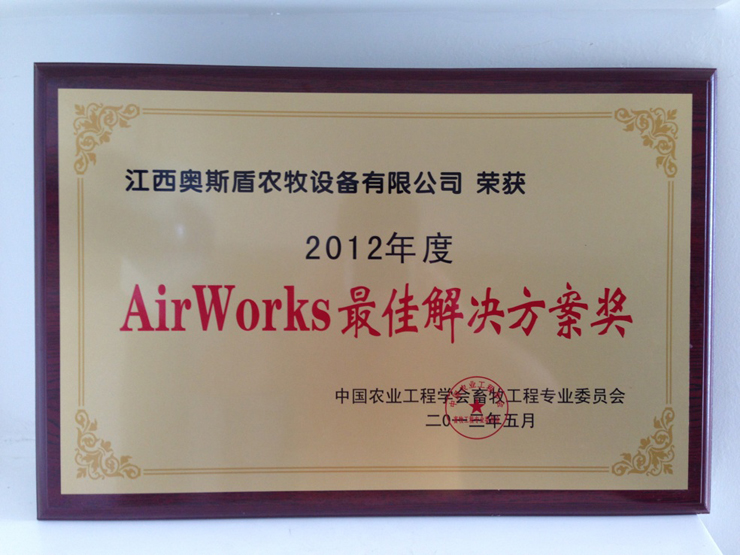 江西奥斯盾农牧设备有限公司 荣获
2012年度
AirWorks最佳解决方案奖
中国农业工程学会畜牧工程专业委员会
二〇一三年五月